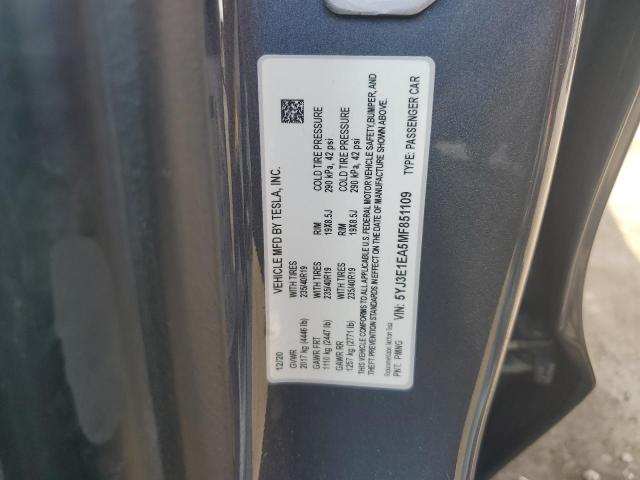 VEHICLE MFD BY TESLA, INC.
12/20
GVWR WITH TIRES RIM COLD TIRE PRESSURE
2017 kg (4446 lb) 235/40R19 19X8.5J 290 kPa, 42 psi
GAWR FRT WITH TIRES RIM COLD TIRE PRESSURE
1110 kg (2447 lb) 235/40R19 19X8.5J 290 kPa, 42 psi
GAWR RR
1257 kg (2771 lb) 235/40R19
THIS VEHICLE CONFORMS TO ALL APPLICABLE U.S. FEDERAL MOTOR VEHICLE SAFETY,BUMPER, AND
THEFT PREVENTION STANDARDS IN EFFECT ON THE DATE OF MANUFACTURE SHOWN ABOVE.
VIN: 5YJ3E1EA5MF851109 TYPE: PASSENGER CAR
PNT: PMNG